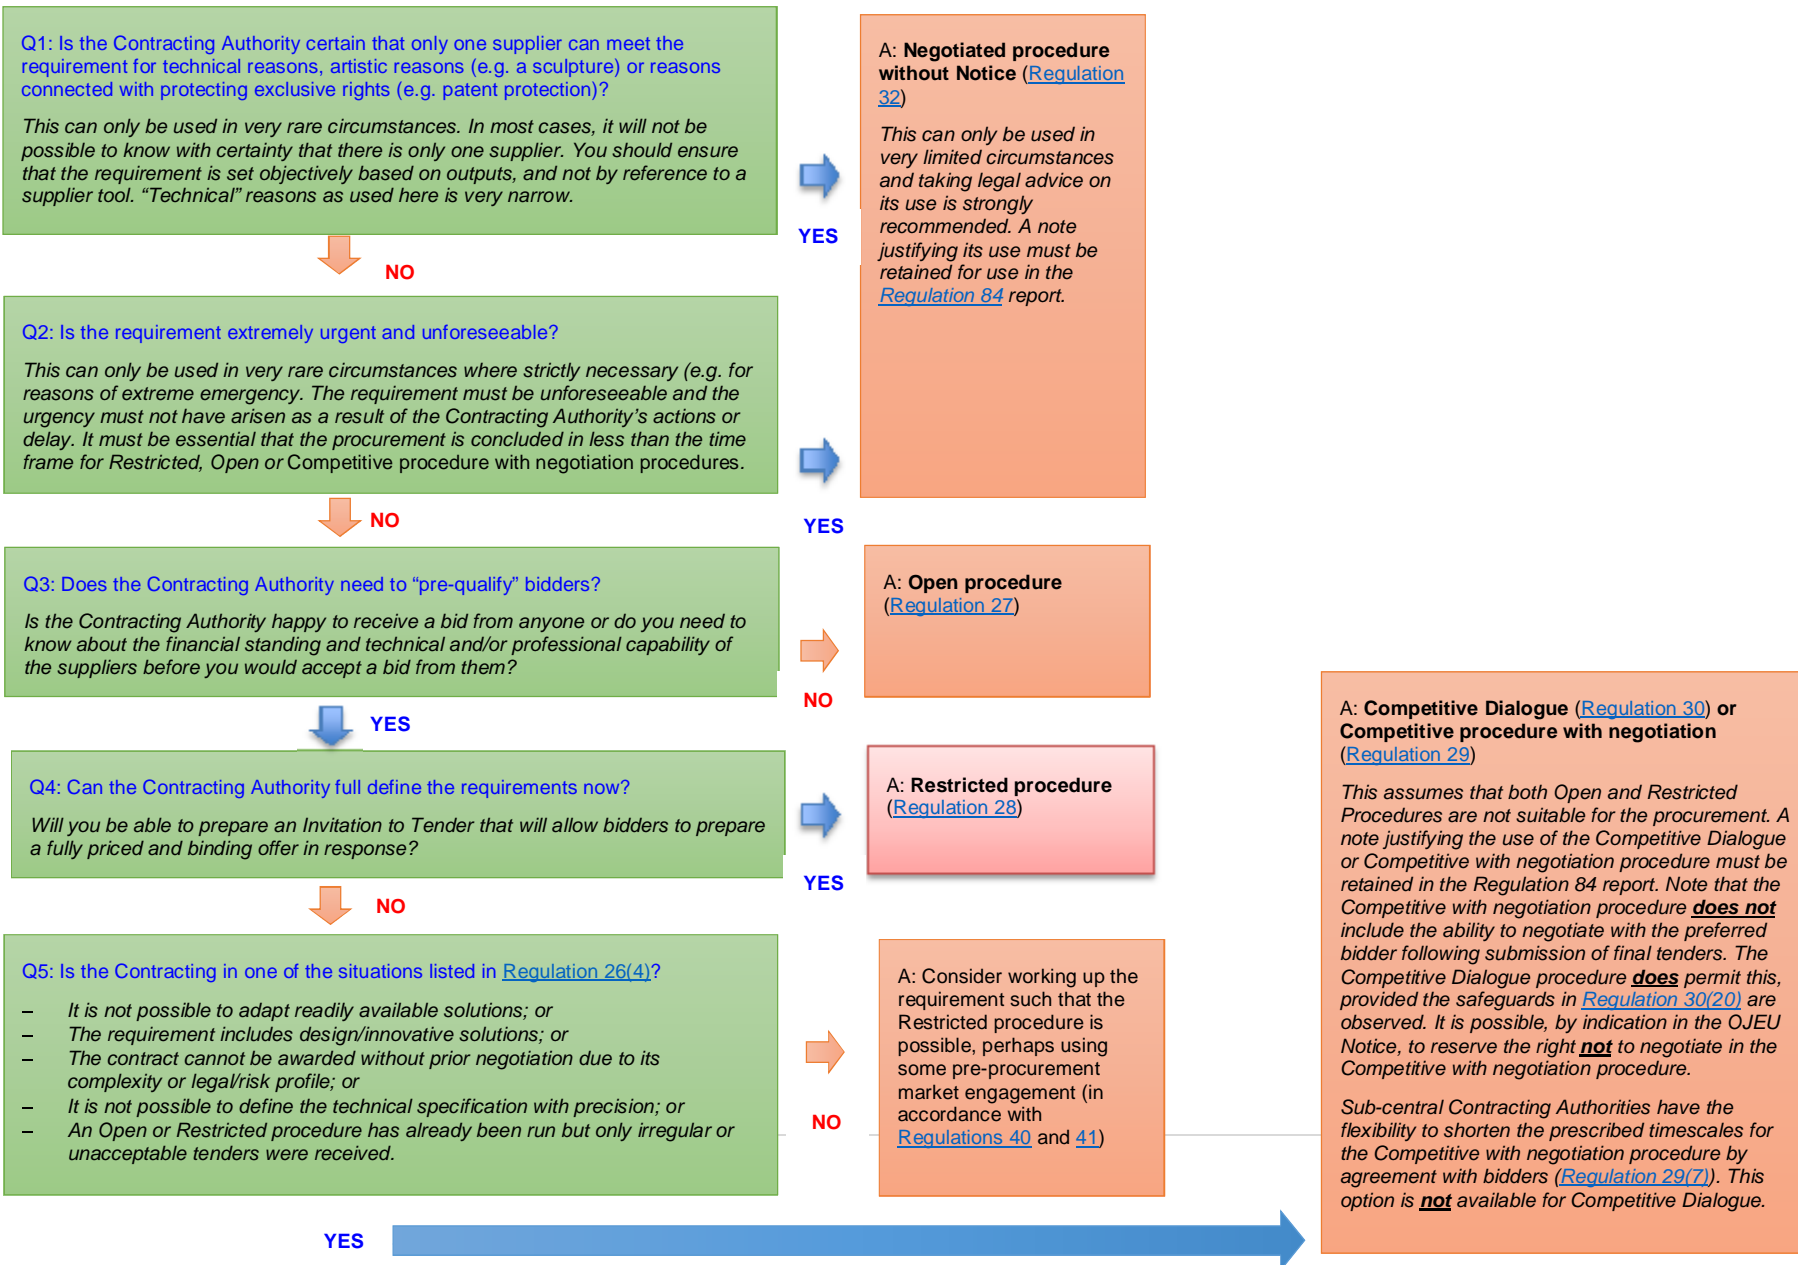 Q1: Is the Contracting Authority certain that only one supplier can meet the
requirement for technical reasons, artistic reasons (e.g. a sculpture) or reasons
connected with protecting exclusive rights (e.g. patent protection)?
This can only be used in very rare circumstances. In most cases, it will not be
possible to know with certainty that there is only one supplier. You should ensure
that the requirement is set objectively based on outputs, and not by reference to a
supplier tool. “Technical” reasons as used here is very narrow.
YES
A: Negotiated procedure
without Notice (Regulation
32)
This can only be used in
very limited circumstances
and taking legal advice on
its use is strongly
recommended. A note
justifying its use must be
retained for use in the
Regulation 84 report.
NO
Q2: Is the requirement extremely urgent and unforeseeable?
This can only be used in very rare circumstances where strictly necessary (e.g. for
reasons of extreme emergency. The requirement must be unforeseeable and the
urgency must not have arisen as a result of the Contracting Authority’s actions or
delay. It must be essential that the procurement is concluded in less than the time
frame for Restricted, Open or Competitive procedure with negotiation procedures.
YES
NO
Q3: Does the Contracting Authority need to “pre-qualify” bidders?
Is the Contracting Authority happy to receive a bid from anyone or do you need to
know about the financial standing and technical and/or professional capability of
the suppliers before you would accept a bid from them?
NO
A: Open procedure
(Regulation 27)
YES
Q4: Can the Contracting Authority full define the requirements now?
Will you be able to prepare an Invitation to Tender that will allow bidders to prepare
a fully priced and binding offer in response?
YES
A: Restricted procedure
(Regulation 28)
NO
Q5: Is the Contracting in one of the situations listed in Regulation 26(4)?
– It is not possible to adapt readily available solutions; or
– The requirement includes design/innovative solutions; or
– The contract cannot be awarded without prior negotiation due to its
complexity or legal/risk profile; or
– It is not possible to define the technical specification with precision; or
– An Open or Restricted procedure has already been run but only irregular or
unacceptable tenders were received.
NO
A: Consider working up the
requirement such that the
Restricted procedure is
possible, perhaps using
some pre-procurement
market engagement (in
accordance with
Regulations 40 and 41)
YES
A: Competitive Dialogue (Regulation 30) or
Competitive procedure with negotiation
(Regulation 29)
This assumes that both Open and Restricted
Procedures are not suitable for the procurement. A
note justifying the use of the Competitive Dialogue
or Competitive with negotiation procedure must be
retained in the Regulation 84 report. Note that the
Competitive with negotiation procedure does not
include the ability to negotiate with the preferred
bidder following submission of final tenders. The
Competitive Dialogue procedure does permit this,
provided the safeguards in Regulation 30(20) are
observed. It is possible, by indication in the OJEU
Notice, to reserve the right not to negotiate in the
Competitive with negotiation procedure.
Sub-central Contracting Authorities have the
flexibility to shorten the prescribed timescales for
the Competitive with negotiation procedure by
agreement with bidders (Regulation 29(7)). This
option is not available for Competitive Dialogue.